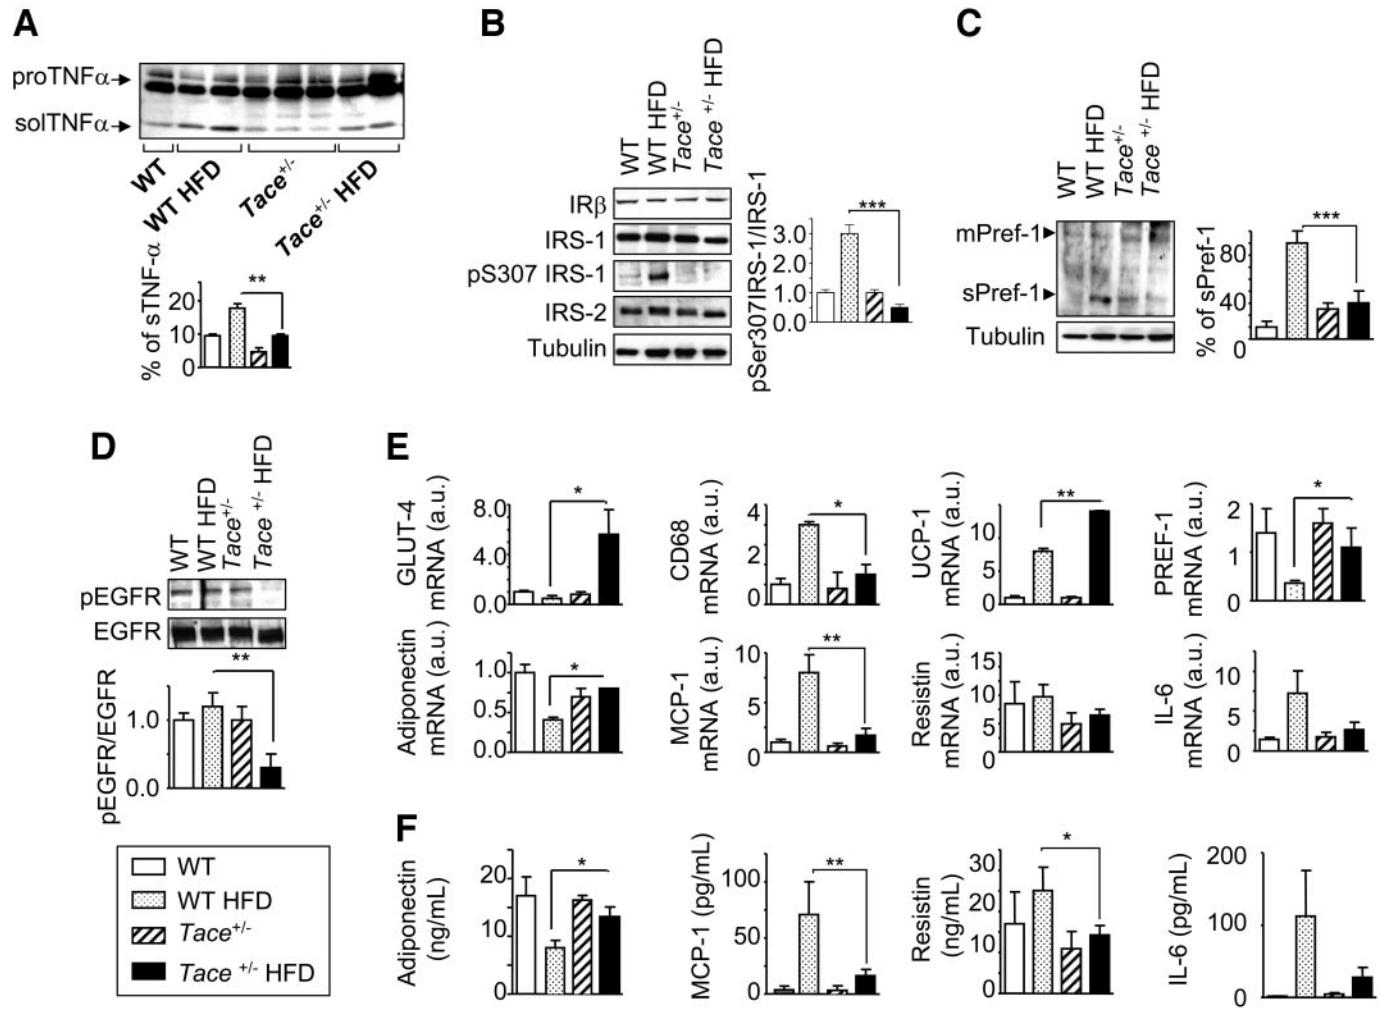 A
proTNFα
solTNFα
WT
WT HFD
Tace+/-
Tace+/- HFD
% of sTNF-α
20
10
0
**
B
WT
WT HFD
Tace+/-
Tace +/- HFD
IRβ
IRS-1
pS307 IRS-1
IRS-2
Tubulin
pSer307IRS-1/IRS-1
3.0
2.0
1.0
0.0
***
C
WT
WT HFD
Tace+/-
Tace +/- HFD
mPref-1
sPref-1
Tubulin
% of sPref-1
80
40
0
***
D
WT
WT HFD
Tace+/-
Tace +/- HFD
pEGFR
EGFR
pEGFR/EGFR
1.0
0.0
**
WT
WT HFD
Tace+/-
Tace +/- HFD
E
GLUT-4
mRNA (a.u.)
8.0
4.0
0.0
*
CD68
mRNA (a.u.)
4
2
0
*
UCP-1
mRNA (a.u.)
10
5
0
**
PREF-1
mRNA (a.u.)
2
1
0
*
Adiponectin
mRNA (a.u.)
1.0
0.5
0.0
*
MCP-1
mRNA (a.u.)
10
5
0
**
Resistin
mRNA (a.u.)
15
10
5
0
IL-6
mRNA (a.u.)
10
5
0
F
Adiponectin
(ng/mL)
20
10
0
*
MCP-1 (pg/mL)
100
50
0
**
Resistin
(ng/mL)
30
20
10
0
*
IL-6 (pg/mL)
200
100
0